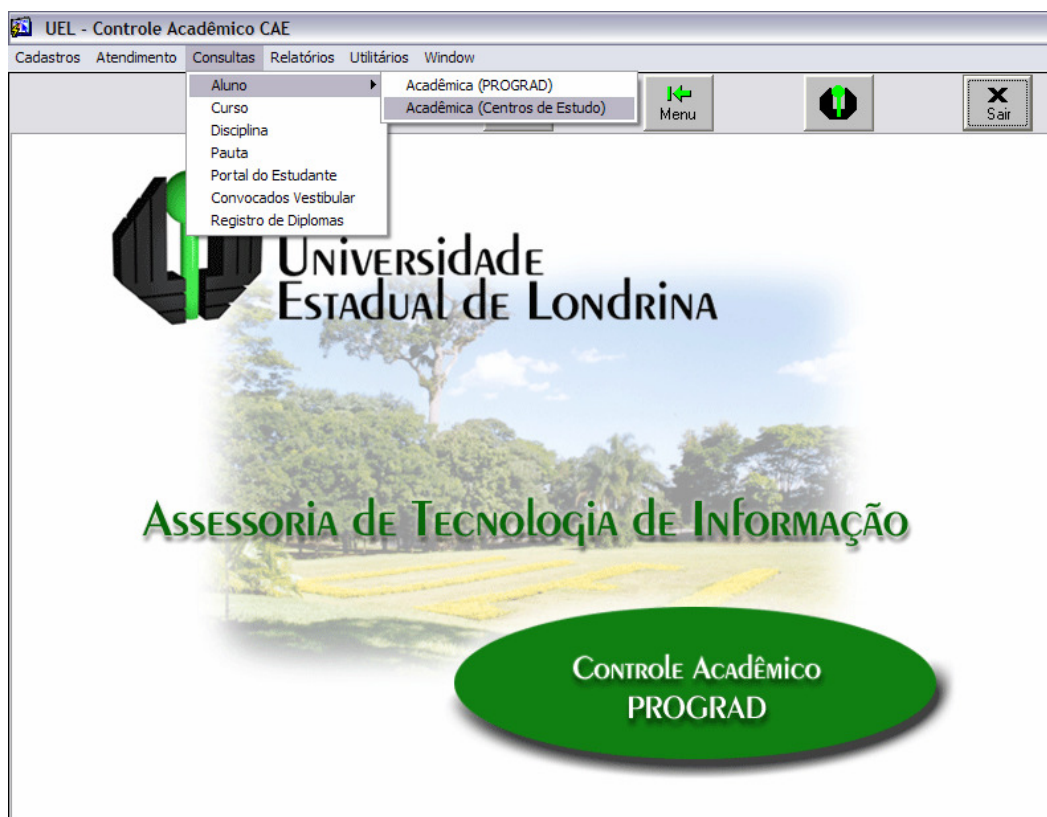 UEL - Controle Acadêmico CAE
Cadastros Atendimento Consultas Relatórios Utilitários Window
Aluno
Curso
Disciplina
Pauta
Portal do Estudante
Convocados Vestibular
Registro de Diplomas
Acadêmica (PROGRAD)
Acadêmica (Centros de Estudo)
Menu
Sair
Universidade
Estadual de Londrina
Assessoria de Tecnologia de Informação
Controle Acadêmico
PROGRAD